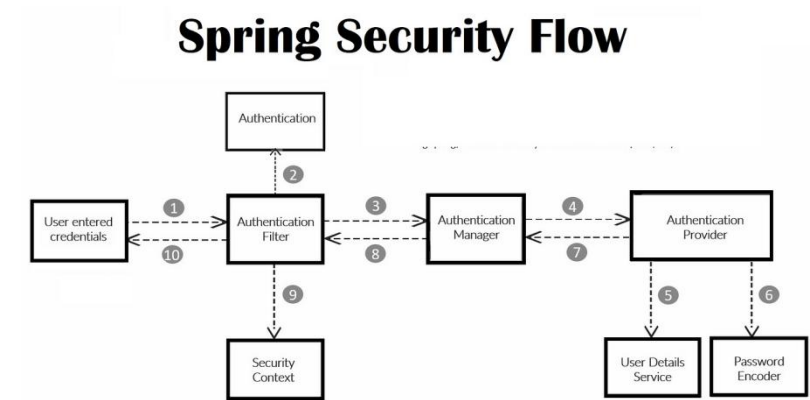 Spring Security Flow
Authentication
2
User entered
credentials
1
10
Authentication
Filter
3
8
Authentication
Manager
4
7
Authentication
Provider
9
5
6
Security
Context
User Details
Service
Password
Encoder